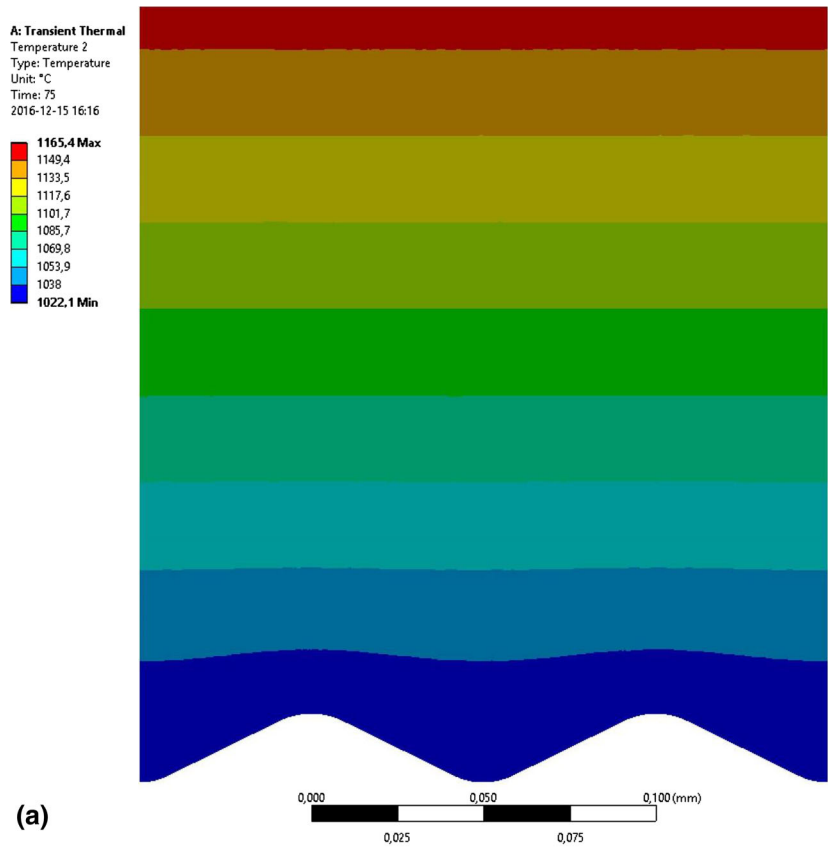 A: Transient Thermal
Temperature 2
Type: Temperature
Unit: °C
Time: 75
2016-12-15 16:16
1165,4 Max
1149,4
1133,5
1117,6
1101,7
1085,7
1069,8
1053,9
1038
1022,1 Min
(a)
0,000 0,050 0,100 (mm)
0,025 0,075